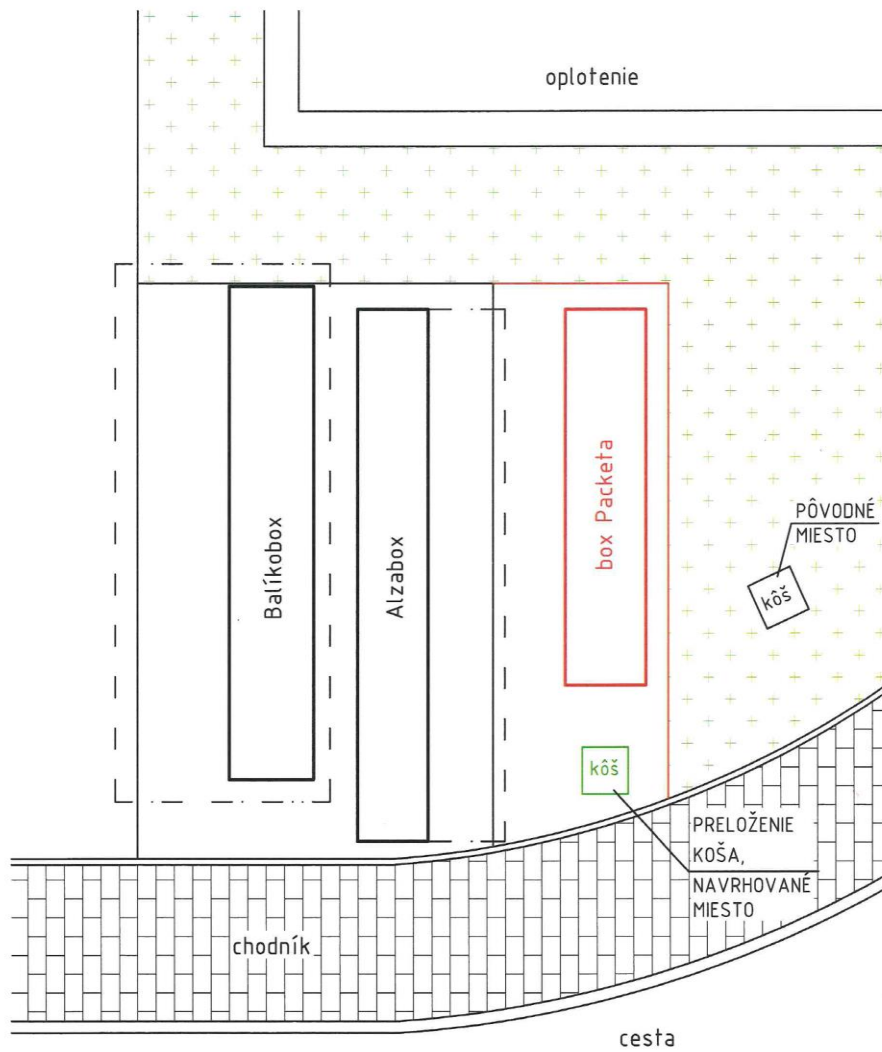 oplotenie
Balíkobox
Alzabox
box Packeta
PÔVODNÉ
MIESTO
kôš
kôš
PRELOŽENIE
KOŠA,
NAVRHOVANÉ
MIESTO
chodník
cesta